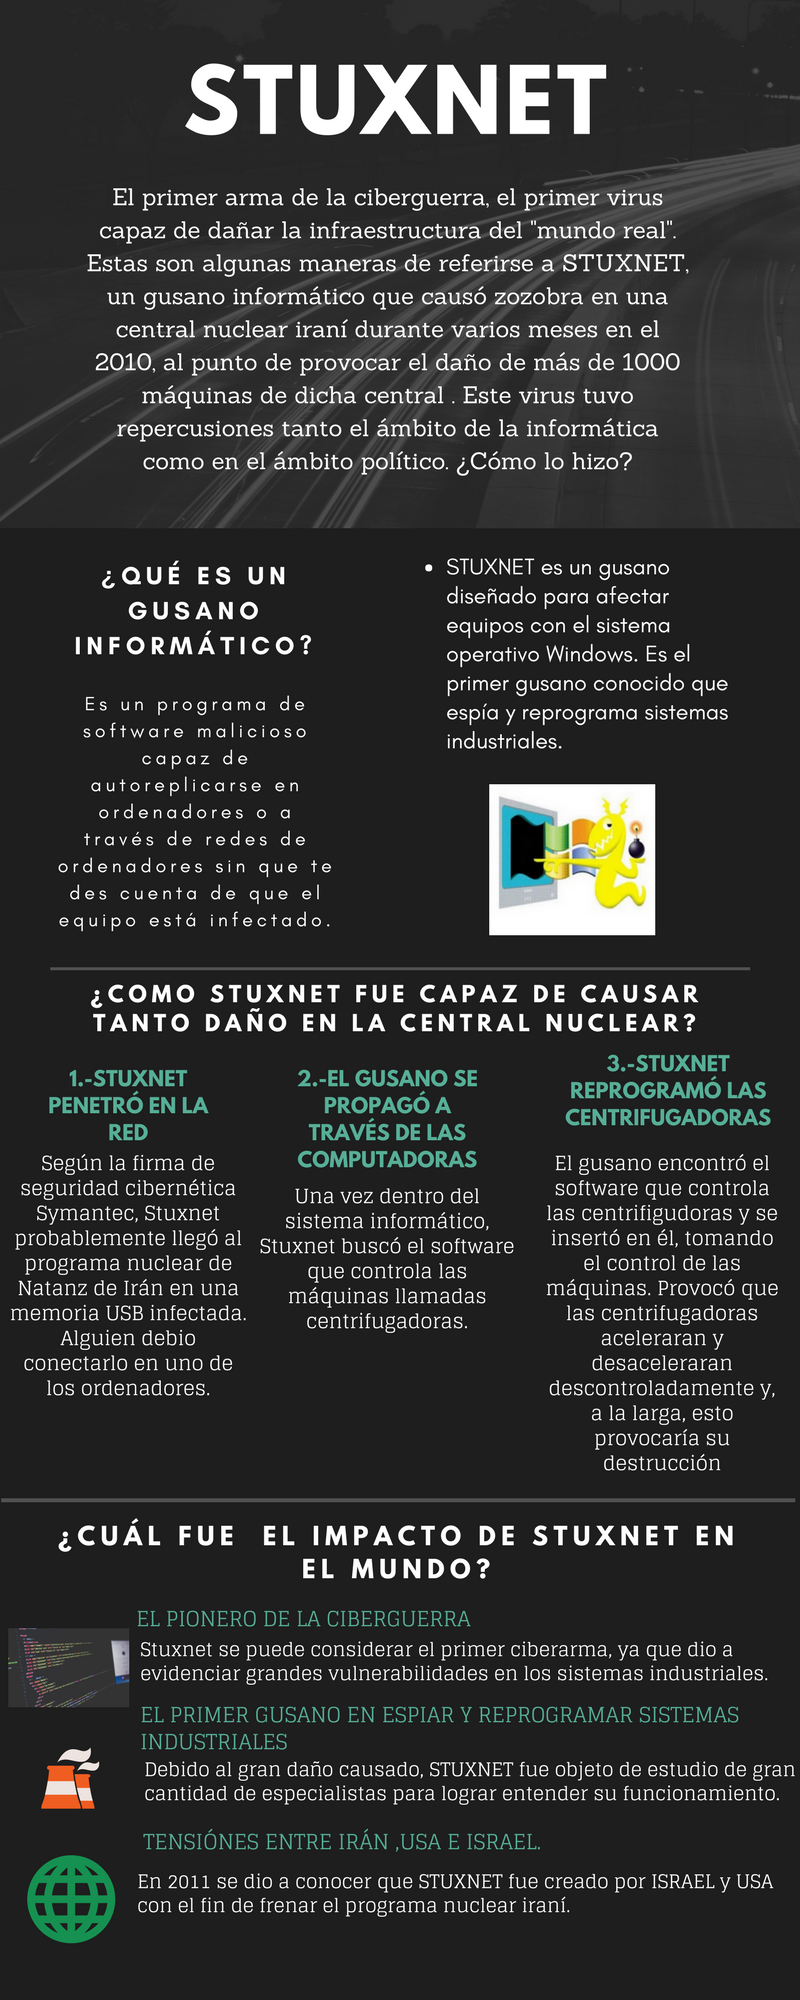 STUXNET
El primer arma de la ciberguerra, el primer virus
capaz de dañar la infraestructura del "mundo real".
Estas son algunas maneras de referirse a STUXNET,
un gusano informático que causó zozobra en una
central nuclear iraní durante varios meses en el
2010, al punto de provocar el daño de más de 1000
máquinas de dicha central . Este virus tuvo
repercusiones tanto el ámbito de la informática
como en el ámbito político. ¿Cómo lo hizo?
¿QUÉ ES UN
GUSANO
INFORMÁTICO?
Es un programa de
software malicioso
capaz de
autoreplicarse en
ordenadores o a
través de redes de
ordenadores sin que te
des cuenta de que el
equipo está infectado.
• STUXNET es un gusano
diseñado para afectar
equipos con el sistema
operativo Windows. Es el
primer gusano conocido que
espía y reprograma sistemas
industriales.
¿COMO STUXNET FUE CAPAZ DE CAUSAR
TANTO DAÑO EN LA CENTRAL NUCLEAR?
1.-STUXNET
PENETRÓ EN LA
RED
Según la firma de
seguridad cibernética
Symantec, Stuxnet
probablemente llegó al
programa nuclear de
Natanz de Irán en una
memoria USB infectada.
Alguien debio
conectarlo en uno de
los ordenadores.
2.-EL GUSANO SE
PROPAGÓ A
TRAVÉS DE LAS
COMPUTADORAS
Una vez dentro del
sistema informático,
Stuxnet buscó el software
que controla las
máquinas llamadas
centrifugadoras.
3.-STUXNET
REPROGRAMÓ LAS
CENTRIFUGADORAS
El gusano encontró el
software que controla
las centrifigudoras y se
insertó en él, tomando
el control de las
máquinas. Provocó que
las centrifugadoras
aceleraran y
desaceleraran
descontroladamente y,
a la larga, esto
provocaría su
destrucción
¿CUÁL FUE EL IMPACTO DE STUXNET EN
EL MUNDO?
EL PIONERO DE LA CIBERGUERRA
Stuxnet se puede considerar el primer ciberarma, ya que dio a
evidenciar grandes vulnerabilidades en los sistemas industriales.
EL PRIMER GUSANO EN ESPIAR Y REPROGRAMAR SISTEMAS
INDUSTRIALES
Debido al gran daño causado, STUXNET fue objeto de estudio de gran
cantidad de especialistas para lograr entender su funcionamiento.
TENSIÓNES ENTRE IRÁN ,USA E ISRAEL.
En 2011 se dio a conocer que STUXNET fue creado por ISRAEL y USA
con el fin de frenar el programa nuclear iraní.